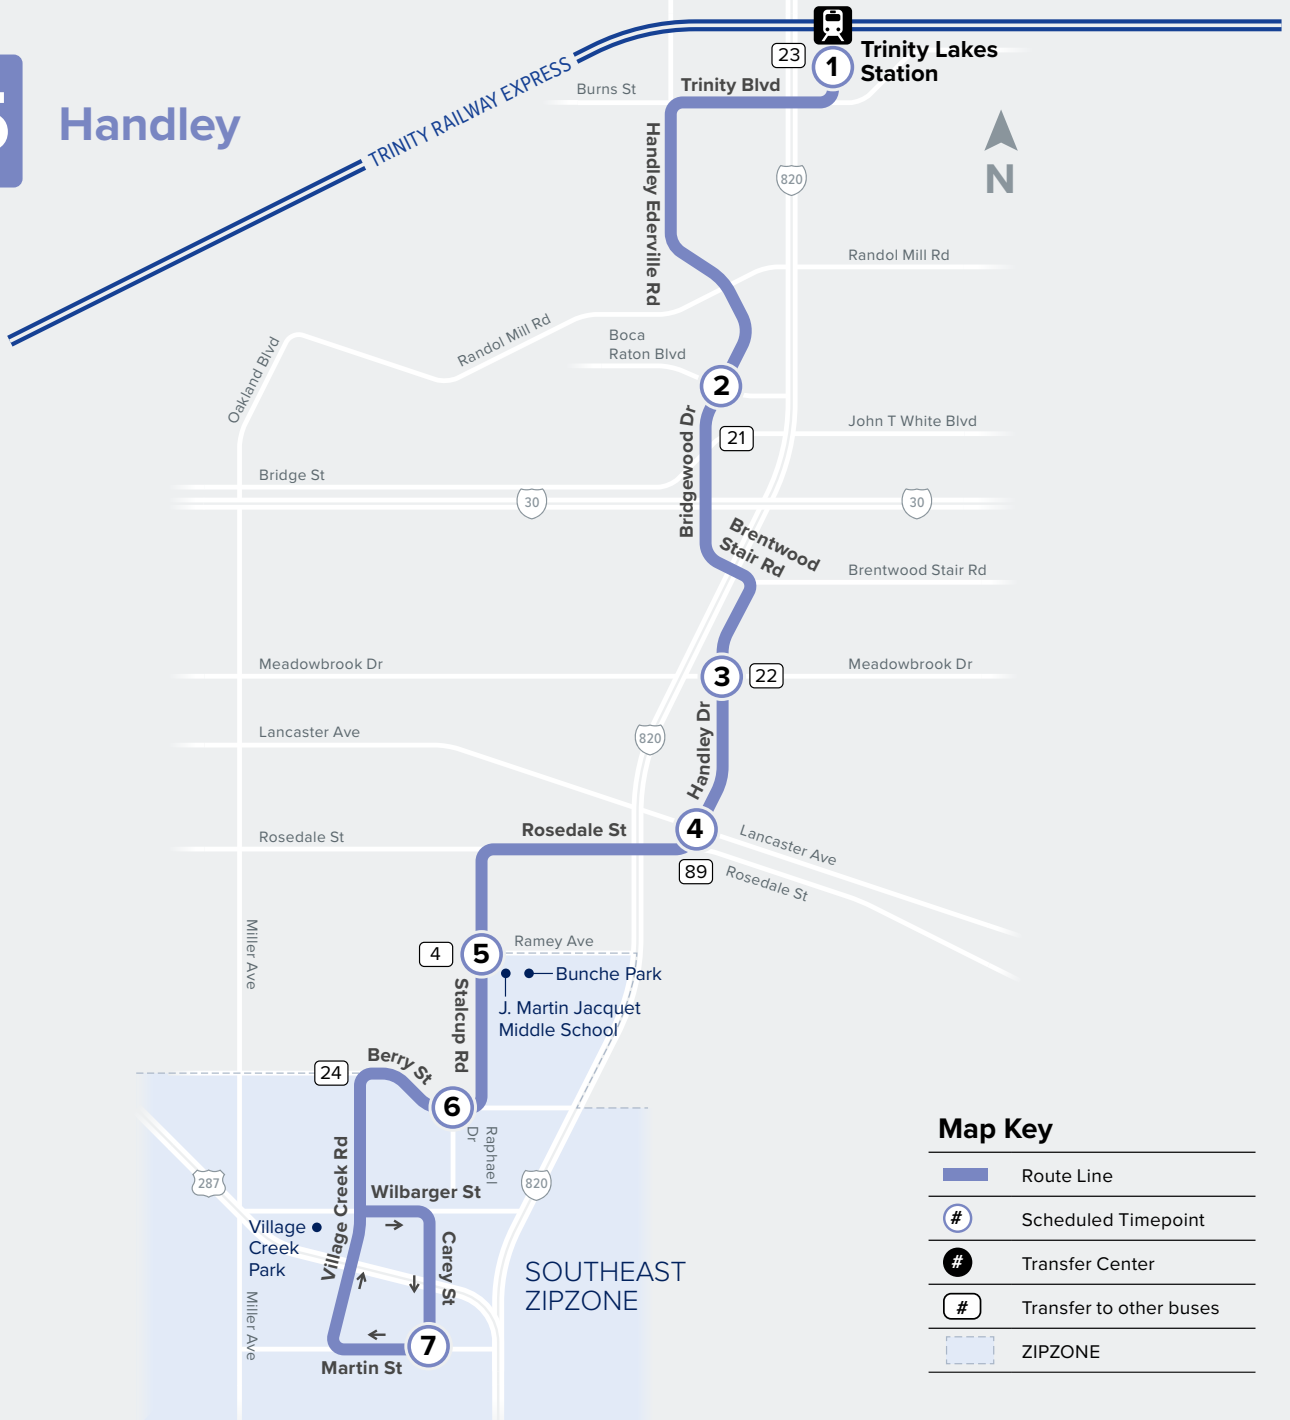 5
Handley
TRINITY RAILWAY EXPRESS
23
1
Trinity Lakes
Station
Burns St
Trinity Blvd
Handley Ederville Rd
820
N
Randol Mill Rd
Randol Mill Rd
Oakland Blvd
Boca
Raton Blvd
2
21
John T White Blvd
Bridgewood Dr
Bridge St
30
30
Brentwood
Stair Rd
Brentwood Stair Rd
Meadowbrook Dr
3
22
Meadowbrook Dr
Handley Dr
Lancaster Ave
820
Rosedale St
Rosedale St
4
89
Lancaster Ave
Rosedale St
Miller Ave
4
5
Ramey Ave
Bunche Park
J. Martin Jacquet
Middle School
Stalcup Rd
24
Berry St
6
Raphael
Dr
287
Village Creek Rd
Wilbarger St
820
Village
Creek
Park
Carey St
SOUTHEAST
ZIPZONE
Miller Ave
7
Martin St
Map Key
Route Line
#
Scheduled Timepoint
#
Transfer Center
#
Transfer to other buses
ZIPZONE